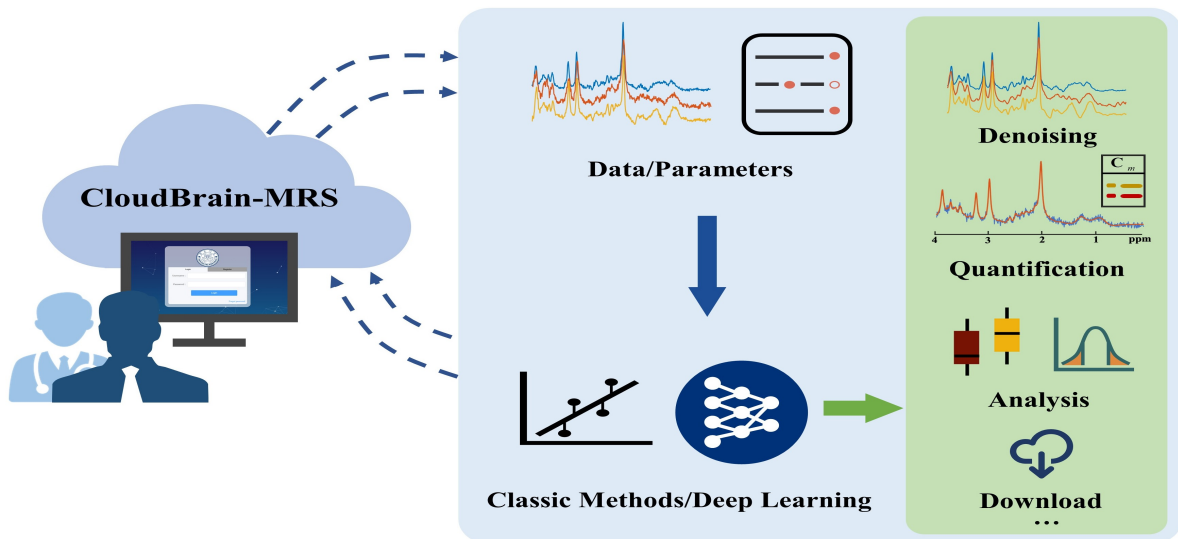 CloudBrain-MRS
Data/Parameters
Classic Methods/Deep Learning
Denoising
C m
4 3 2 1 ppm
Quantification
Analysis
Download
...